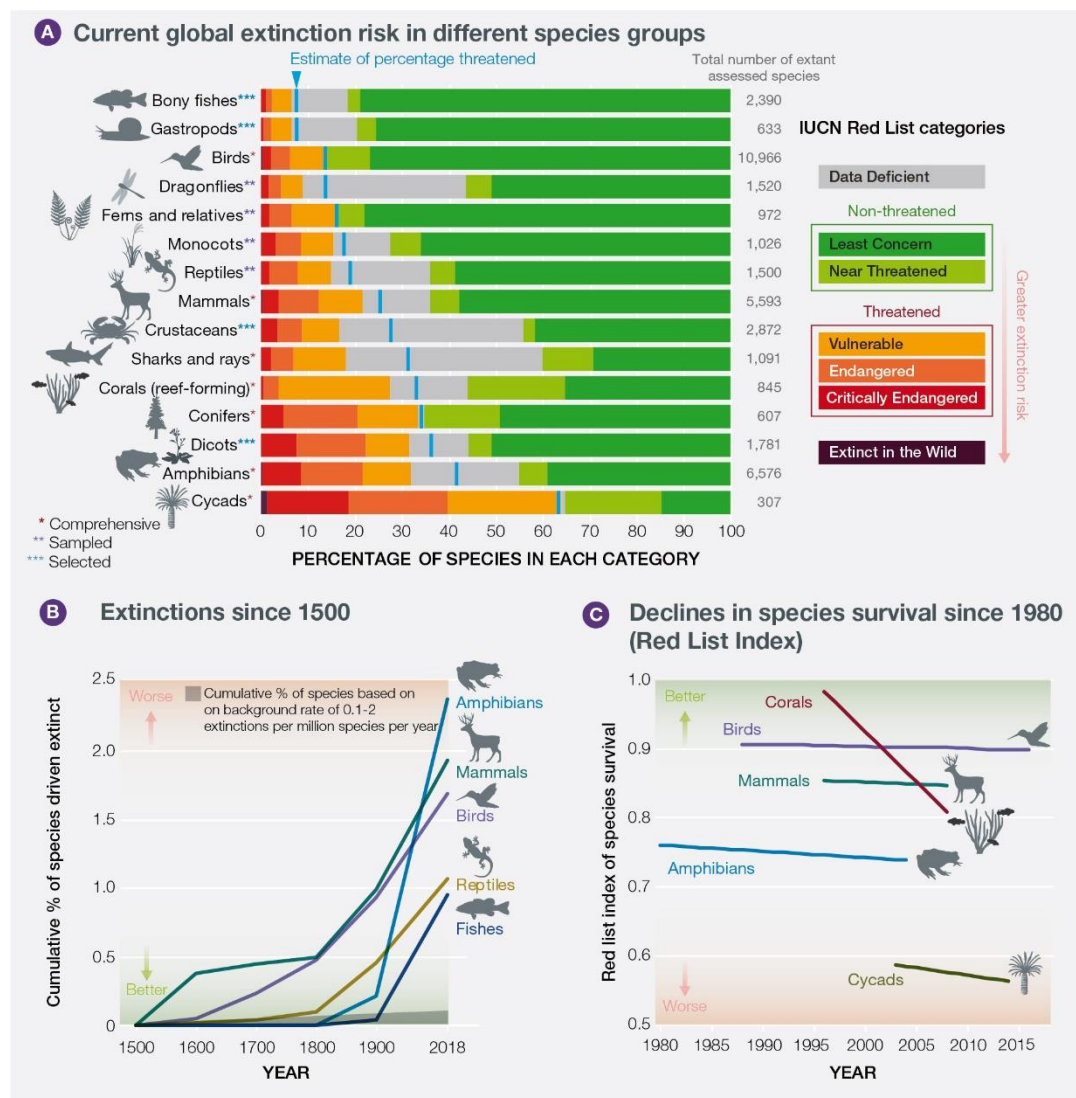 A Current global extinction risk in different species groups
Estimate of percentage threatened
Total number of extant
assessed species
Bony fishes*** 2,390
Gastropods*** 633
Birds* 10,966
Dragonflies** 1,520
Ferns and relatives** 972
Monocots** 1,026
Reptiles** 1,500
Mammals* 5,593
Crustaceans*** 2,872
Sharks and rays* 1,091
Corals (reef-forming)* 845
Conifers* 607
Dicots*** 1,781
Amphibians* 6,576
Cycads* 307
0 10 20 30 40 50 60 70 80 90 100
PERCENTAGE OF SPECIES IN EACH CATEGORY
* Comprehensive
** Sampled
*** Selected
IUCN Red List categories
Data Deficient
Non-threatened
Least Concern
Near Threatened
Threatened
Vulnerable
Endangered
Critically Endangered
Extinct in the Wild
Greater extinction risk
B Extinctions since 1500
Cumulative % of species driven extinct
2.5
2.0
1.5
1.0
0.5
0
Worse
Better
Cumulative % of species based on
on background rate of 0.1-2
extinctions per million species per year
Amphibians
Mammals
Birds
Reptiles
Fishes
1500 1600 1700 1800 1900 2018
YEAR
C Declines in species survival since 1980
(Red List Index)
Red list index of species survival
1.0
0.9
0.8
0.7
0.6
0.5
Better
Worse
Corals
Birds
Mammals
Amphibians
Cycads
1980 1985 1990 1995 2000 2005 2010 2015
YEAR